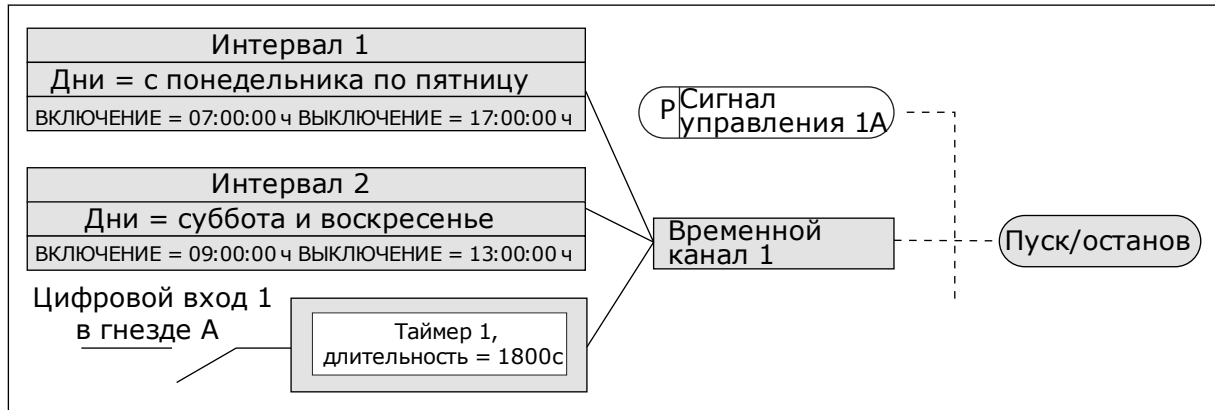 Интервал 1
Дни = с понедельника по пятницу
ВКЛЮЧЕНИЕ = 07:00:00 ч ВЫКЛЮЧЕНИЕ = 17:00:00 ч
Интервал 2
Дни = суббота и воскресенье
ВКЛЮЧЕНИЕ = 09:00:00 ч ВЫКЛЮЧЕНИЕ = 13:00:00 ч
Цифровой вход 1
в гнезде A
Таймер 1,
длительность = 1800с
P
Сигнал
управления 1A
Временной
канал 1
Пуск/останов